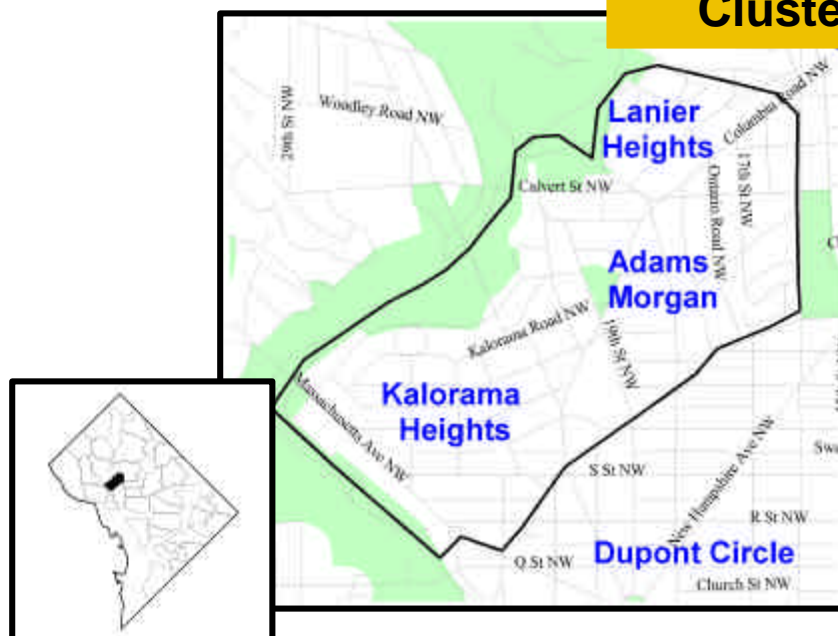 Cluste
Lanier
Heights
Columbia Road NW
Woodley Road NW
29th St NW
17th St NW
Calvert St NW
Ontario Road NW
Adams
Morgan
Kalorama Road NW
19th St NW
Massachusetts Ave NW
Kalorama
Heights
S St NW
New Hampshire Ave NW
Sw
R St NW
Q St NW
Dupont Circle
Church St NW